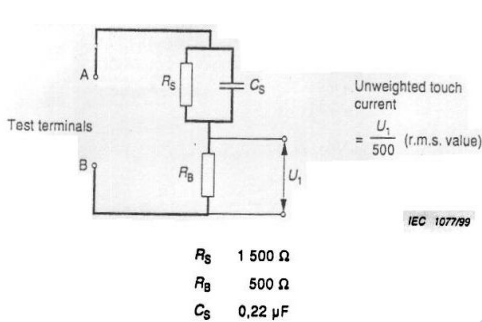 A
R_S
C_S
Unweighted touch
current
= U_1 / 500 (r.m.s. value)
Test terminals
B
R_B
U_1
IEC 1077/99
R_S 1 500 Ω
R_B 500 Ω
C_S 0,22 µF